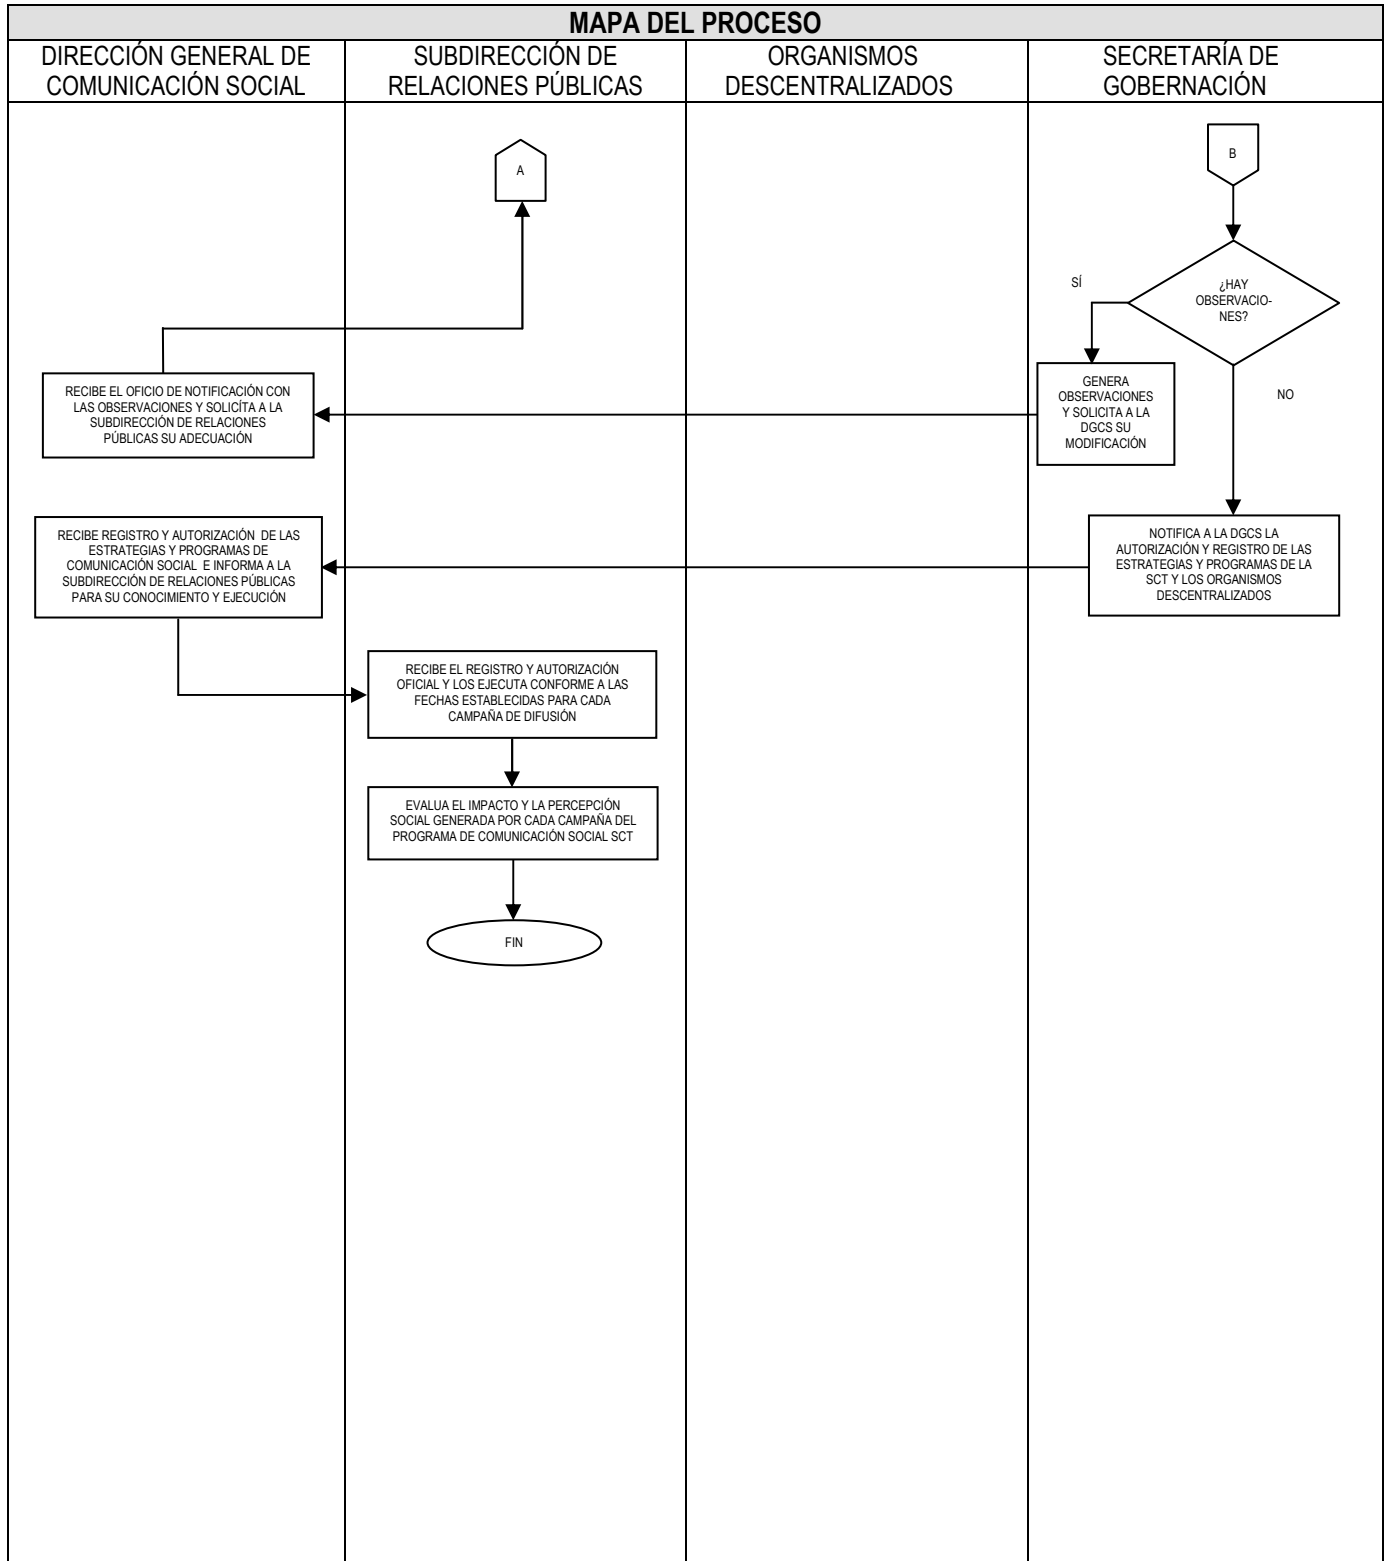 MAPA DEL PROCESO
DIRECCIÓN GENERAL DE
COMUNICACIÓN SOCIAL
SUBDIRECCIÓN DE
RELACIONES PÚBLICAS
ORGANISMOS
DESCENTRALIZADOS
SECRETARÍA DE
GOBERNACIÓN
A
B
¿HAY
OBSERVACIO-
NES?
SÍ
NO
GENERA
OBSERVACIONES
Y SOLICITA A LA
DGCS SU
MODIFICACIÓN
RECIBE EL OFICIO DE NOTIFICACIÓN CON
LAS OBSERVACIONES Y SOLICÍTA A LA
SUBDIRECCIÓN DE RELACIONES
PÚBLICAS SU ADECUACIÓN
NOTIFICA A LA DGCS LA
AUTORIZACIÓN Y REGISTRO DE LAS
ESTRATEGIAS Y PROGRAMAS DE LA
SCT Y LOS ORGANISMOS
DESCENTRALIZADOS
RECIBE REGISTRO Y AUTORIZACIÓN DE LAS
ESTRATEGIAS Y PROGRAMAS DE
COMUNICACIÓN SOCIAL E INFORMA A LA
SUBDIRECCIÓN DE RELACIONES PÚBLICAS
PARA SU CONOCIMIENTO Y EJECUCIÓN
RECIBE EL REGISTRO Y AUTORIZACIÓN
OFICIAL Y LOS EJECUTA CONFORME A LAS
FECHAS ESTABLECIDAS PARA CADA
CAMPAÑA DE DIFUSIÓN
EVALUA EL IMPACTO Y LA PERCEPCIÓN
SOCIAL GENERADA POR CADA CAMPAÑA DEL
PROGRAMA DE COMUNICACIÓN SOCIAL SCT
FIN